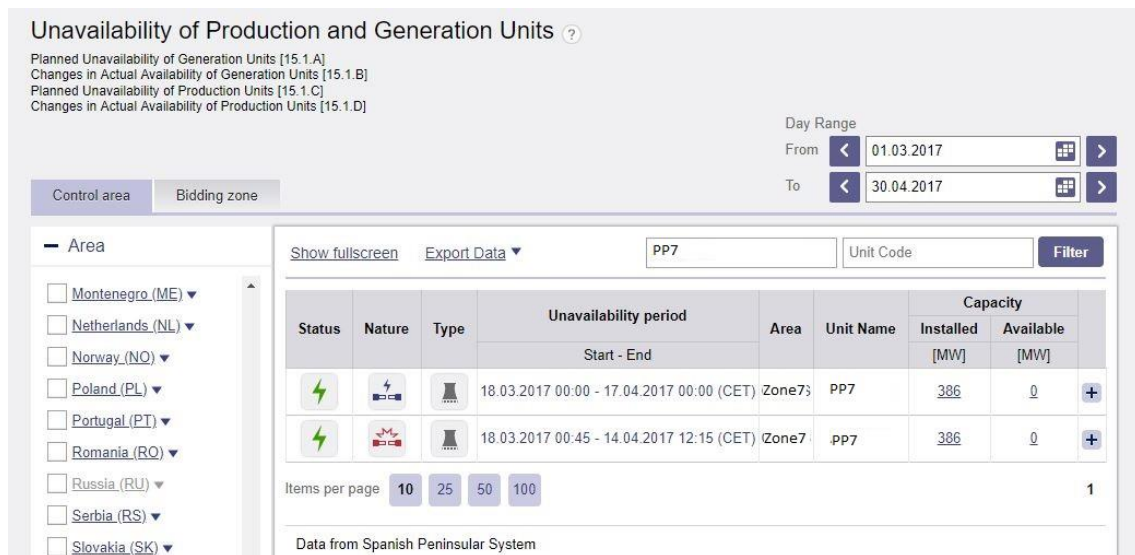 Unavailability of Production and Generation Units ?
Planned Unavailability of Generation Units [15.1.A]
Changes in Actual Availability of Generation Units [15.1.B]
Planned Unavailability of Production Units [15.1.C]
Changes in Actual Availability of Production Units [15.1.D]
Day Range
From < 01.03.2017 >
To < 30.04.2017 >
Control area Bidding zone
Area
Montenegro (ME)
Netherlands (NL)
Norway (NO)
Poland (PL)
Portugal (PT)
Romania (RO)
Russia (RU)
Serbia (RS)
Slovakia (SK)
Show fullscreen Export Data PP7 Unit Code Filter
Status Nature Type Unavailability period Area Unit Name Capacity
Installed Available
Start - End [MW] [MW]
18.03.2017 00:00 - 17.04.2017 00:00 (CET) Zone7 PP7 386 0 +
18.03.2017 00:45 - 14.04.2017 12:15 (CET) Zone7 PP7 386 0 +
Items per page 10 25 50 100 1
Data from Spanish Peninsular System